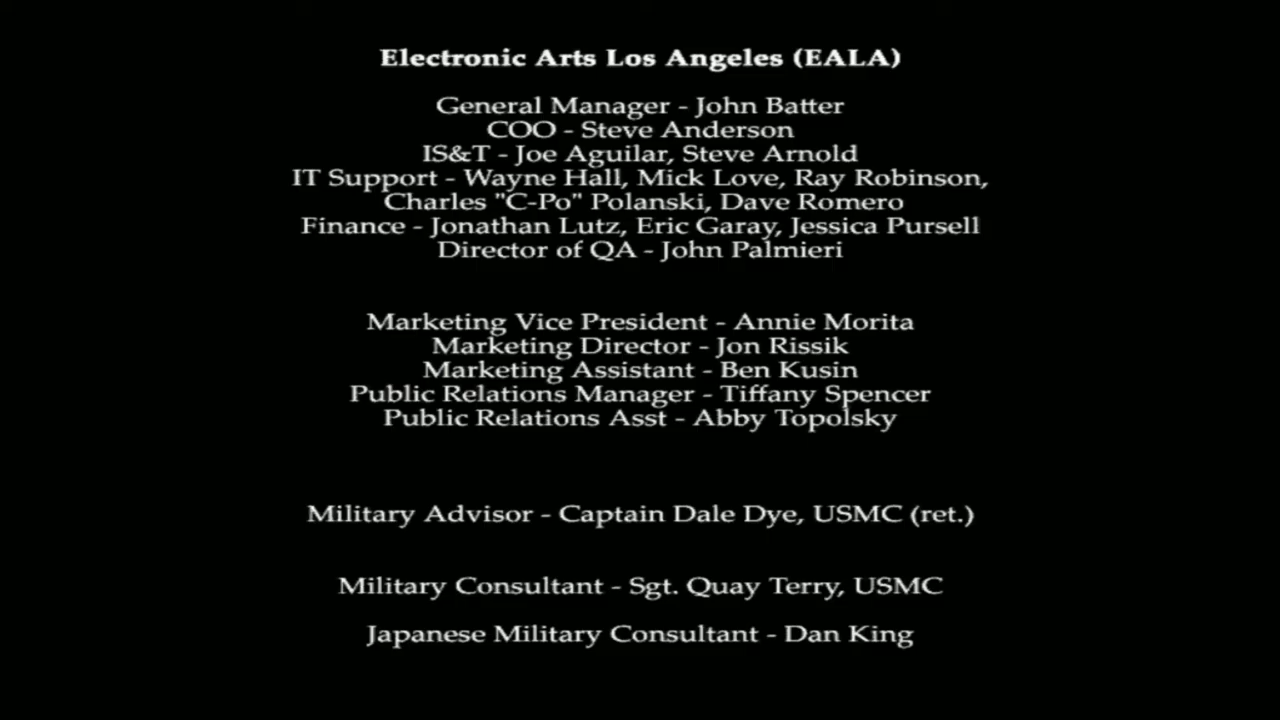 Electronic Arts Los Angeles (EALA)
General Manager - John Batter
COO - Steve Anderson
IS&T - Joe Aguilar, Steve Arnold
IT Support - Wayne Hall, Mick Love, Ray Robinson,
Charles "C-Po" Polanski, Dave Romero
Finance - Jonathan Lutz, Eric Garay, Jessica Pursell
Director of QA - John Palmieri
Marketing Vice President - Annie Morita
Marketing Director - Jon Rissik
Marketing Assistant - Ben Kusin
Public Relations Manager - Tiffany Spencer
Public Relations Asst - Abby Topolsky
Military Advisor - Captain Dale Dye, USMC (ret.)
Military Consultant - Sgt. Quay Terry, USMC
Japanese Military Consultant - Dan King